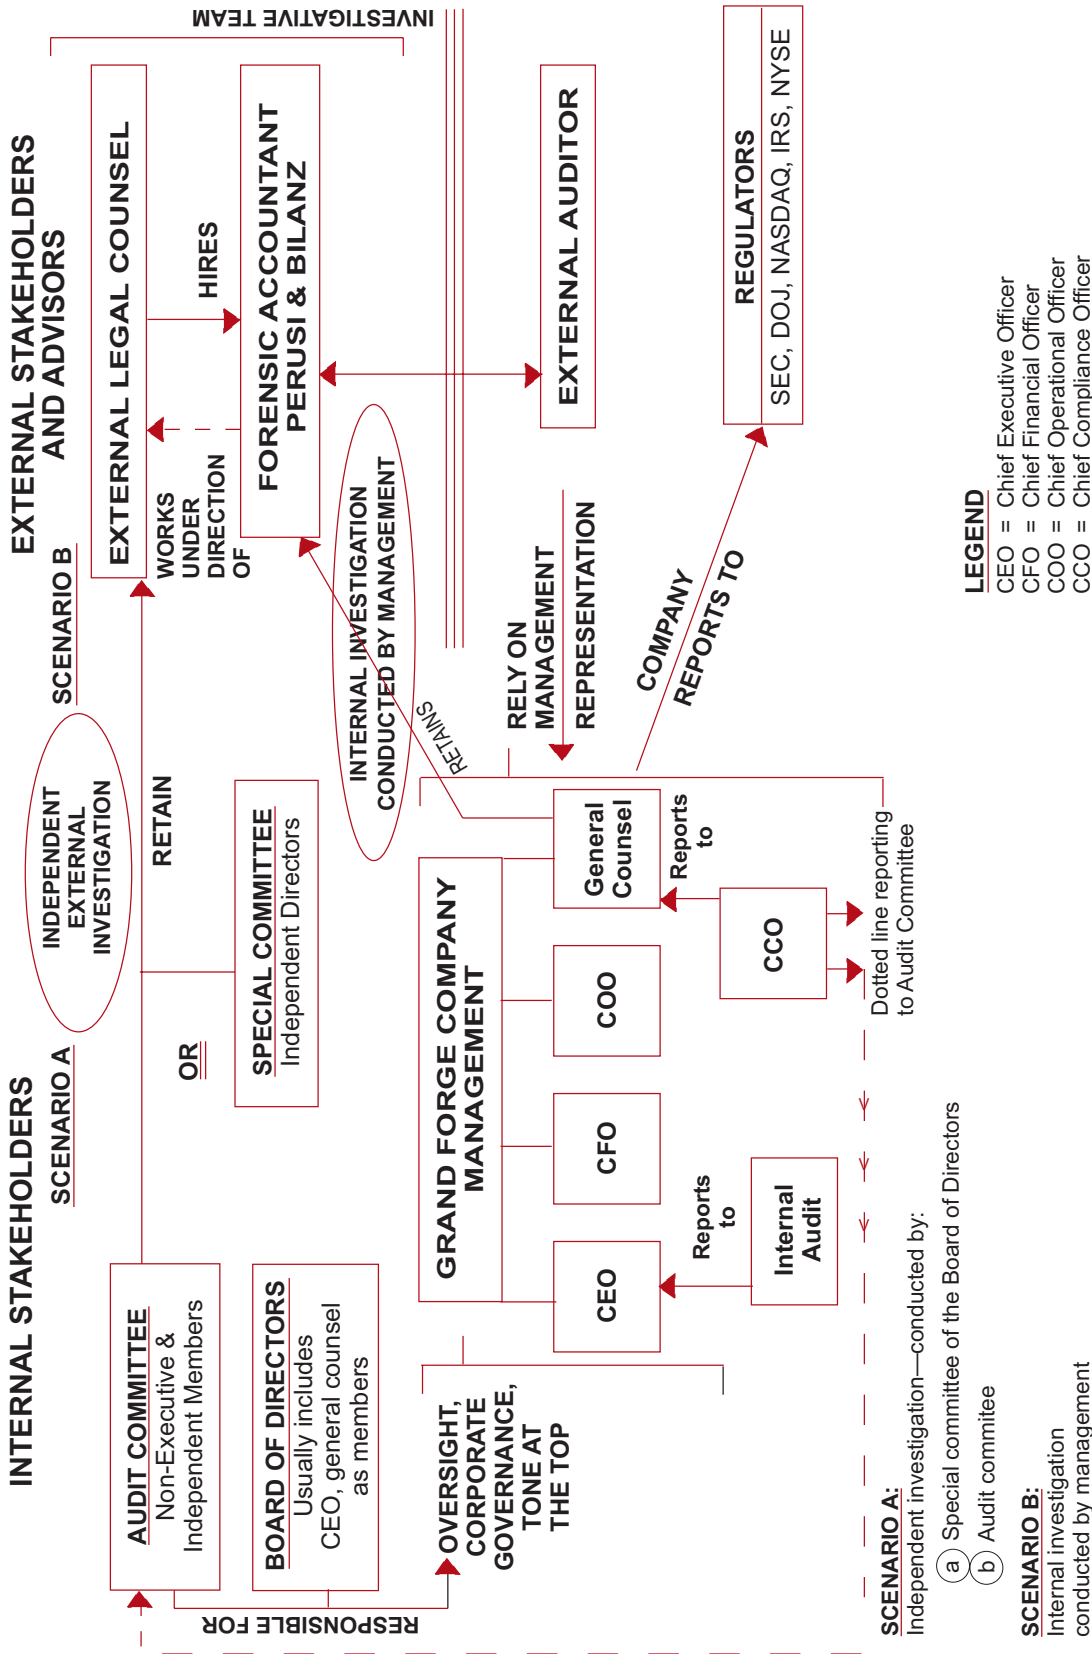 INTERNAL STAKEHOLDERS
EXTERNAL STAKEHOLDERS
AND ADVISORS
SCENARIO A
SCENARIO B
INDEPENDENT
EXTERNAL
INVESTIGATION
AUDIT COMMITTEE
Non-Executive &
Independent Members
RETAIN
EXTERNAL LEGAL COUNSEL
INVESTIGATIVE TEAM
OR
SPECIAL COMMITTEE
Independent Directors
WORKS
UNDER
DIRECTION
OF
HIRES
BOARD OF DIRECTORS
Usually includes
CEO, general counsel
as members
FORENSIC ACCOUNTANT
PERUSI & BILANZ
RESPONSIBLE FOR
INTERNAL INVESTIGATION
CONDUCTED BY MANAGEMENT
RETAINS
OVERSIGHT,
CORPORATE
GOVERNANCE,
TONE AT
THE TOP
GRAND FORGE COMPANY
MANAGEMENT
CEO
CFO
COO
General
Counsel
RELY ON
MANAGEMENT
REPRESENTATION
EXTERNAL AUDITOR
Reports
to
Reports
to
COMPANY
REPORTS TO
Internal
Audit
CCO
REGULATORS
SEC, DOJ, NASDAQ, IRS, NYSE
Dotted line reporting
to Audit Committee
SCENARIO A:
Independent investigation—conducted by:
a Special committee of the Board of Directors
b Audit commitee
SCENARIO B:
Internal investigation
conducted by management
LEGEND
CEO = Chief Executive Officer
CFO = Chief Financial Officer
COO = Chief Operational Officer
CCO = Chief Compliance Officer